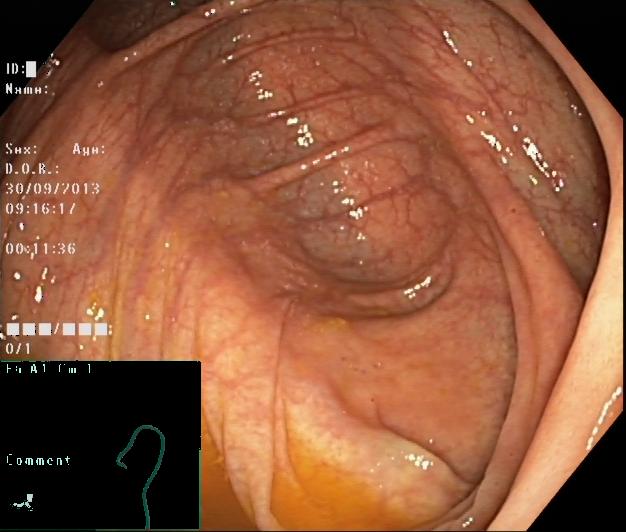 ID:
Name:
Sex: Age:
D.O.B.:
30/09/2013
09:16:17
00:11:36
0/1
Comment